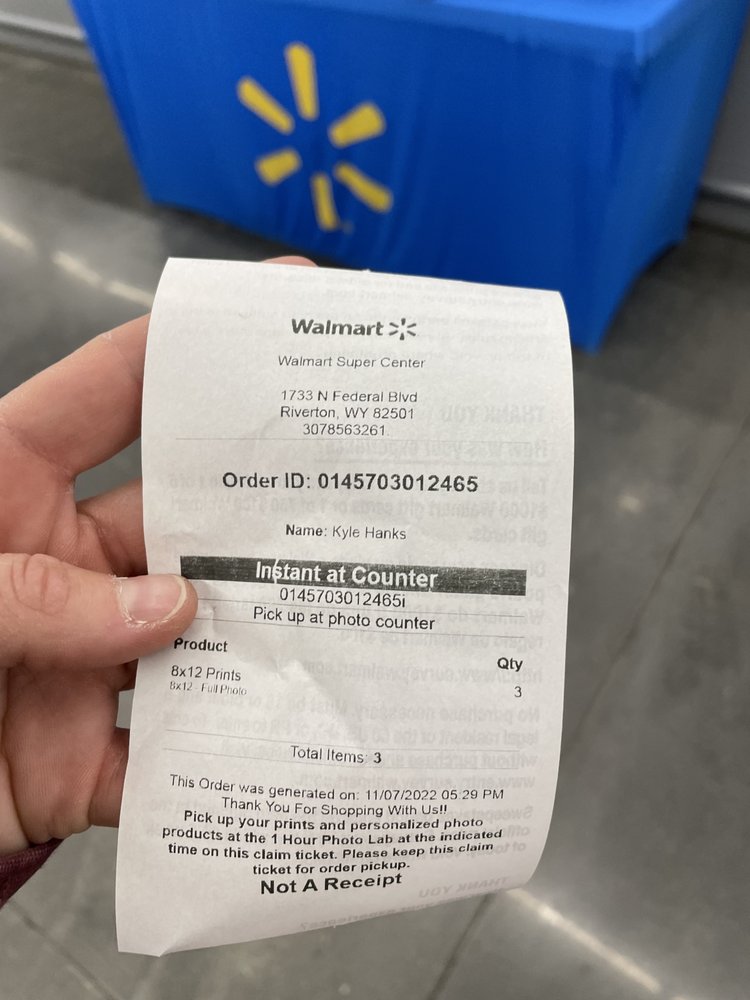 Walmart
Walmart Super Center
1733 N Federal Blvd
Riverton, WY 82501
3078563261.
Order ID: 0145703012465
Name: Kyle Hanks
Instant at Counter
0145703012465i
Pick up at photo counter
Product Qty
8x12 Prints 3
8x12 - Full Photo
Total Items: 3
This Order was generated on: 11/07/2022 05:29 PM
Thank You For Shopping With Us!!
Pick up your prints and personalized photo
products at the 1 Hour Photo Lab at the indicated
time on this claim ticket. Please keep this claim
ticket for order pickup.
Not A Receipt